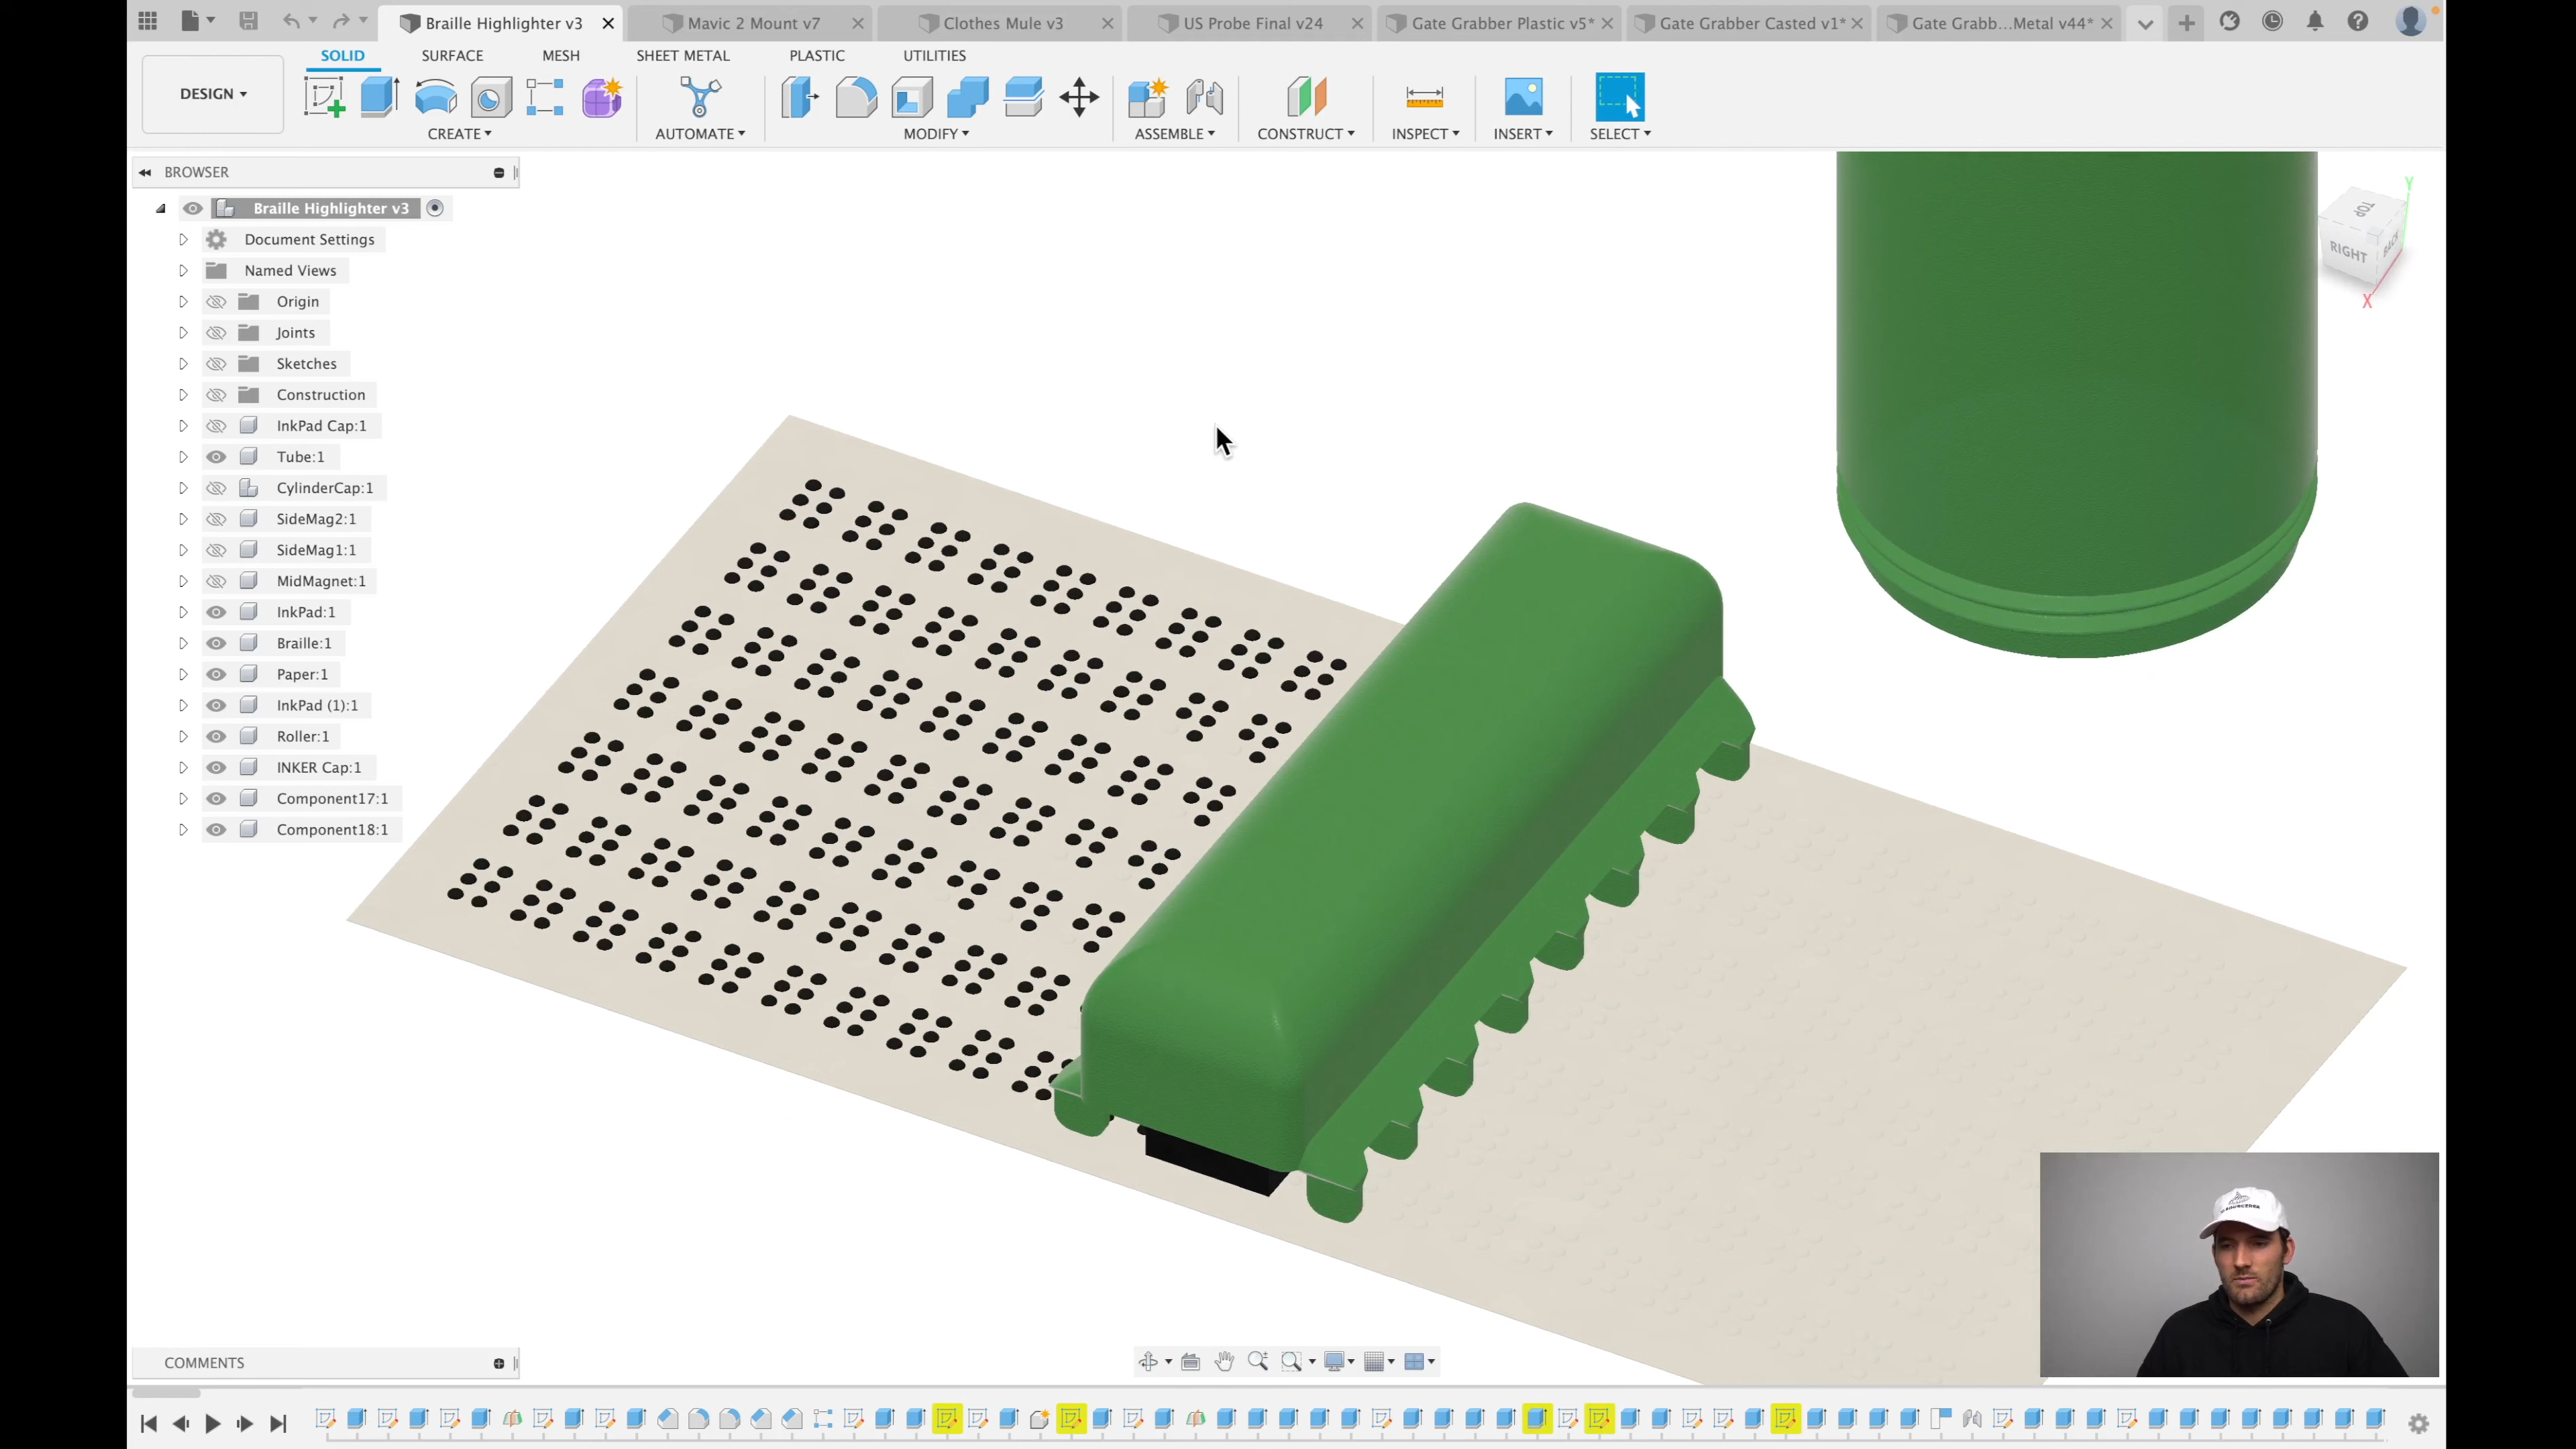 Braille Highlighter v3
Mavic 2 Mount v7
Clothes Mule v3
US Probe Final v24
Gate Grabber Plastic v5*
Gate Grabber Casted v1*
Gate Grabb...Metal v44*
SOLID
SURFACE
MESH
SHEET METAL
PLASTIC
UTILITIES
DESIGN
CREATE
AUTOMATE
MODIFY
ASSEMBLE
CONSTRUCT
INSPECT
INSERT
SELECT
BROWSER
Braille Highlighter v3
Document Settings
Named Views
Origin
Joints
Sketches
Construction
InkPad Cap:1
Tube:1
CylinderCap:1
SideMag2:1
SideMag1:1
MidMagnet:1
InkPad:1
Braille:1
Paper:1
InkPad (1):1
Roller:1
INKER Cap:1
Component17:1
Component18:1
TOP
RIGHT
BACK
Y
X
COMMENTS